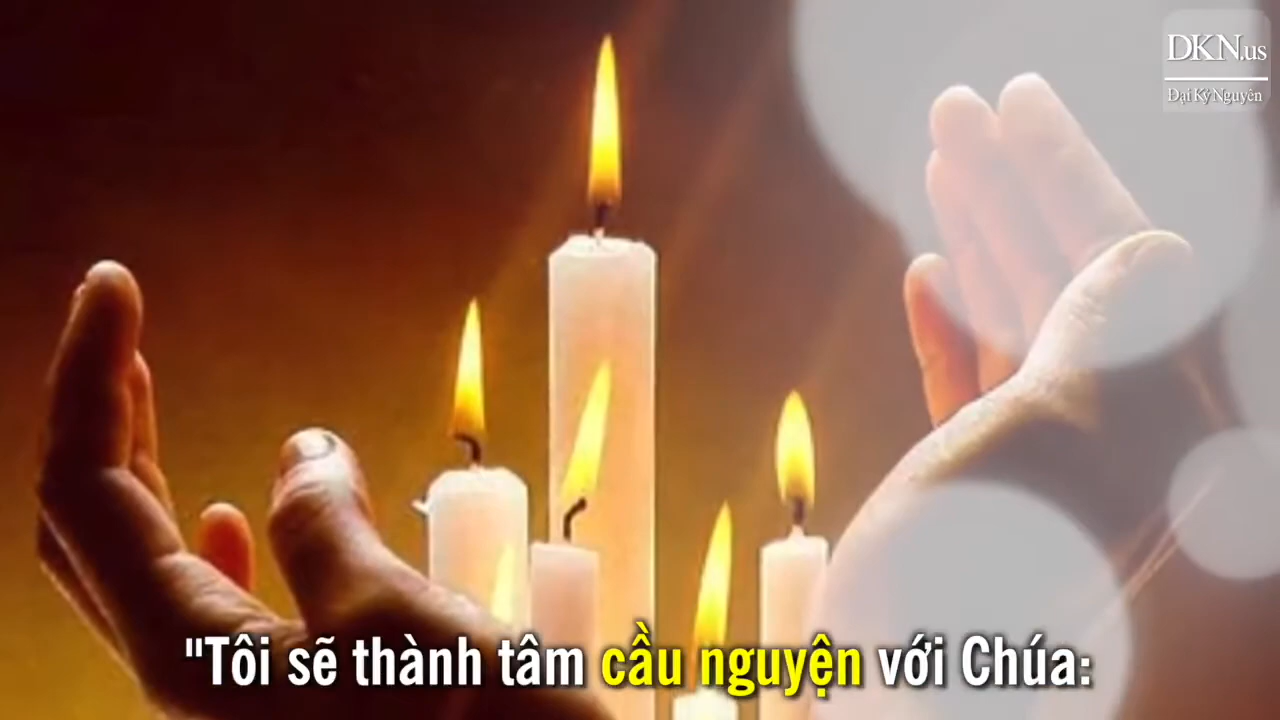 DKN.us
Đại Kỷ Nguyên
"Tôi sẽ thành tâm cầu nguyện với Chúa: